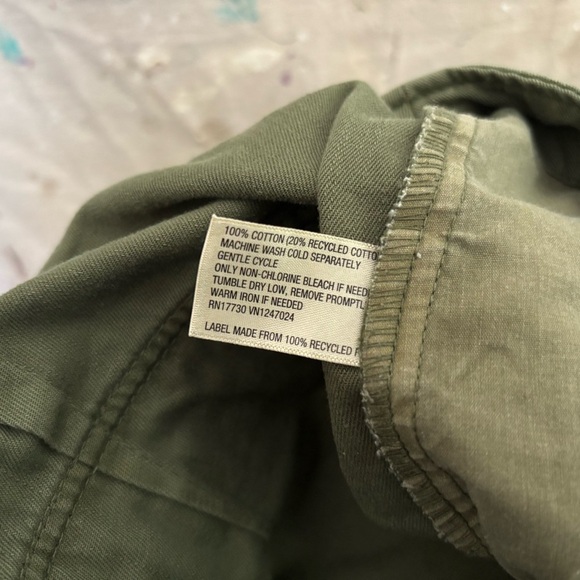 100% COTTON (20% RECYCLED COTTO
MACHINE WASH COLD SEPARATELY
GENTLE CYCLE
ONLY NON-CHLORINE BLEACH IF NEED
TUMBLE DRY LOW, REMOVE PROMPTL
WARM IRON IF NEEDED
RN17730 VN1247024
LABEL MADE FROM 100% RECYCLED